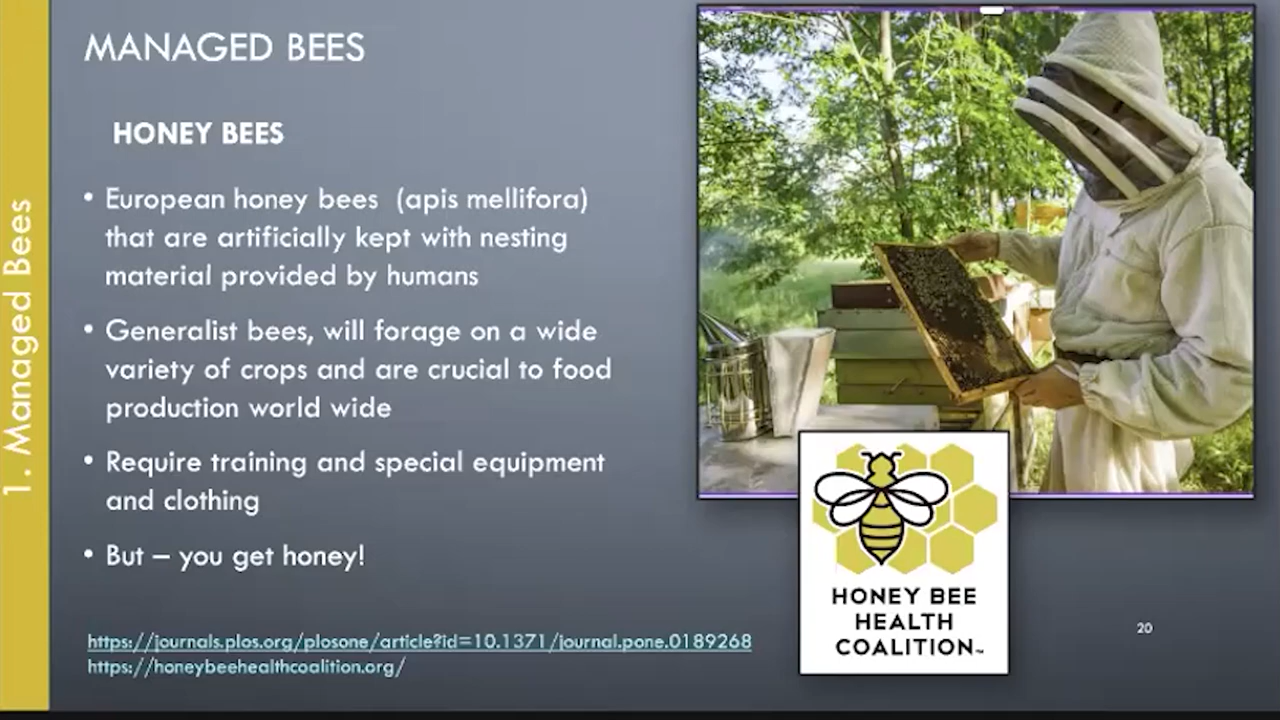 MANAGED BEES
HONEY BEES
• European honey bees (apis mellifora)
that are artificially kept with nesting
material provided by humans
• Generalist bees, will forage on a wide
variety of crops and are crucial to food
production world wide
• Require training and special equipment
and clothing
• But – you get honey!
https://journals.plos.org/plosone/article?id=10.1371/journal.pone.0189268
https://honeybeehealthcoalition.org/
1. Managed Bees
HONEY BEE
HEALTH
COALITION™
20